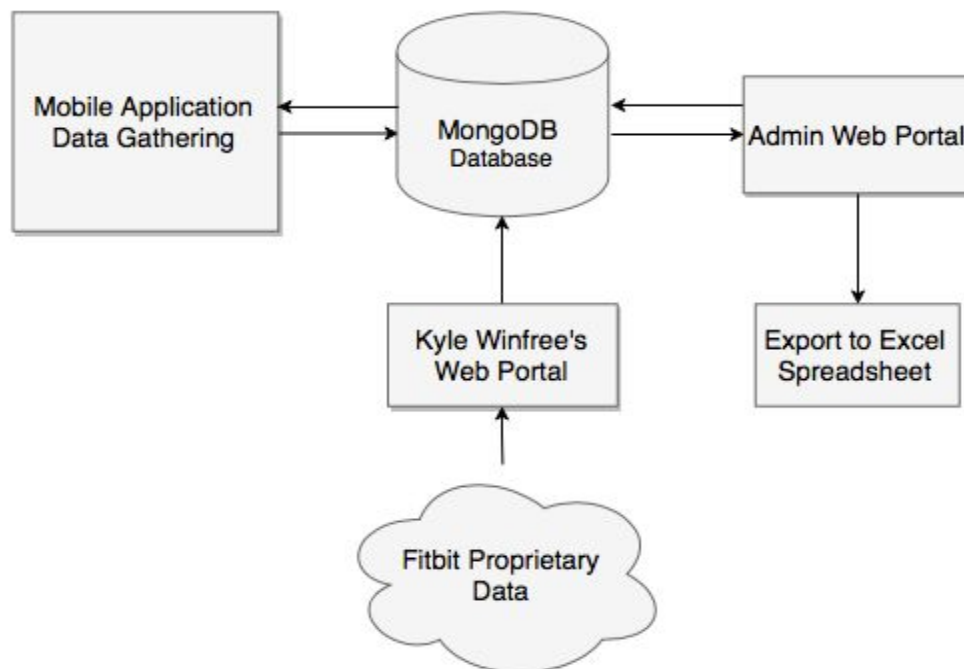 Mobile Application
Data Gathering
MongoDB
Database
Admin Web Portal
Kyle Winfree's
Web Portal
Export to Excel
Spreadsheet
Fitbit Proprietary
Data